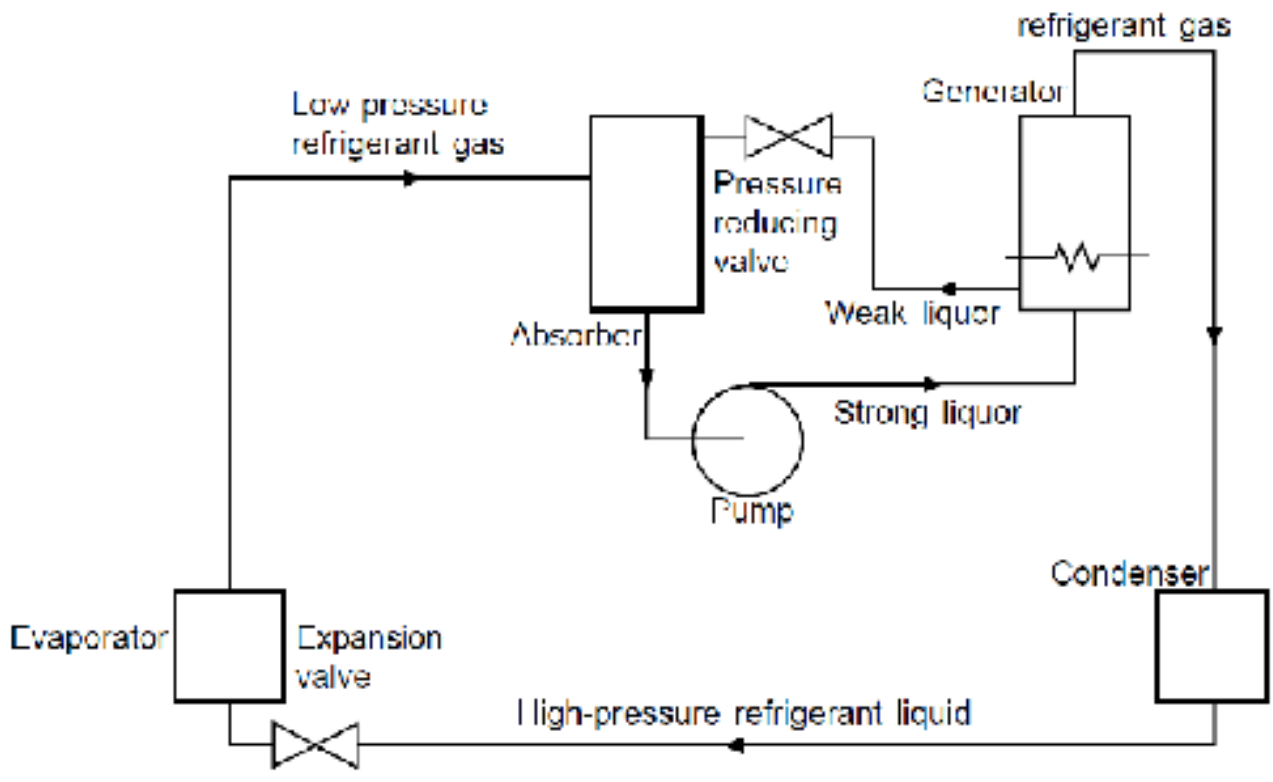 refrigerant gas
Generator
Low pressure
refrigerant gas
Pressure
reducing
valve
Weak liquor
Absorber
Strong liquor
Pump
Condenser
Evaporator
Expansion
valve
High-pressure refrigerant liquid